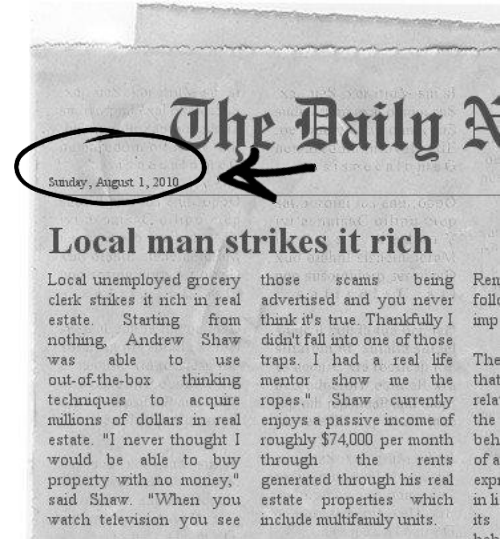 The Daily
Sunday, August 1, 2010
Local man strikes it rich
Local unemployed grocery
clerk strikes it rich in real
estate. Starting from
nothing, Andrew Shaw
was able to use
out-of-the-box thinking
techniques to acquire
millions of dollars in real
estate. "I never thought I
would be able to buy
property with no money,"
said Shaw. "When you
watch television you see
those scams being
advertised and you never
think it's true. Thankfully I
didn't fall into one of those
traps. I had a real life
mentor show me the
ropes." Shaw currently
enjoys a passive income of
roughly $74,000 per month
through the rents
generated through his real
estate properties which
include multifamily units.
the
of a
in li
its